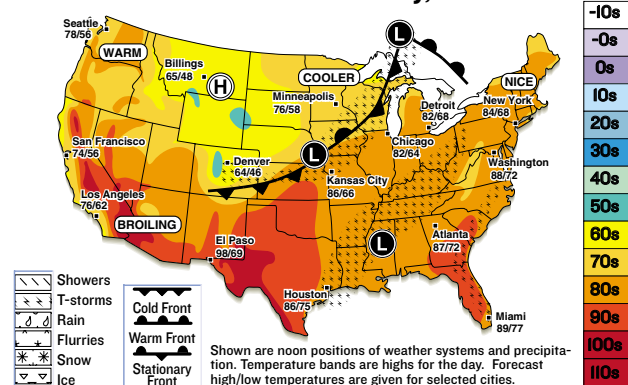 Seattle
78/56
WARM
Billings
65/48
H
COOLER
L
Minneapolis
76/58
NICE
Detroit
82/68
New York
84/68
San Francisco
74/56
Denver
64/46
L
Chicago
82/64
Kansas City
86/66
Washington
88/72
Los Angeles
76/62
BROILING
El Paso
98/69
L
Atlanta
87/72
Houston
86/75
Miami
89/77
-10s
-0s
0s
10s
20s
30s
40s
50s
60s
70s
80s
90s
100s
110s
Showers
T-storms
Rain
Flurries
Snow
Ice
Cold Front
Warm Front
Stationary
Front
Shown are noon positions of weather systems and precipita-
tion. Temperature bands are highs for the day. Forecast
high/low temperatures are given for selected cities.